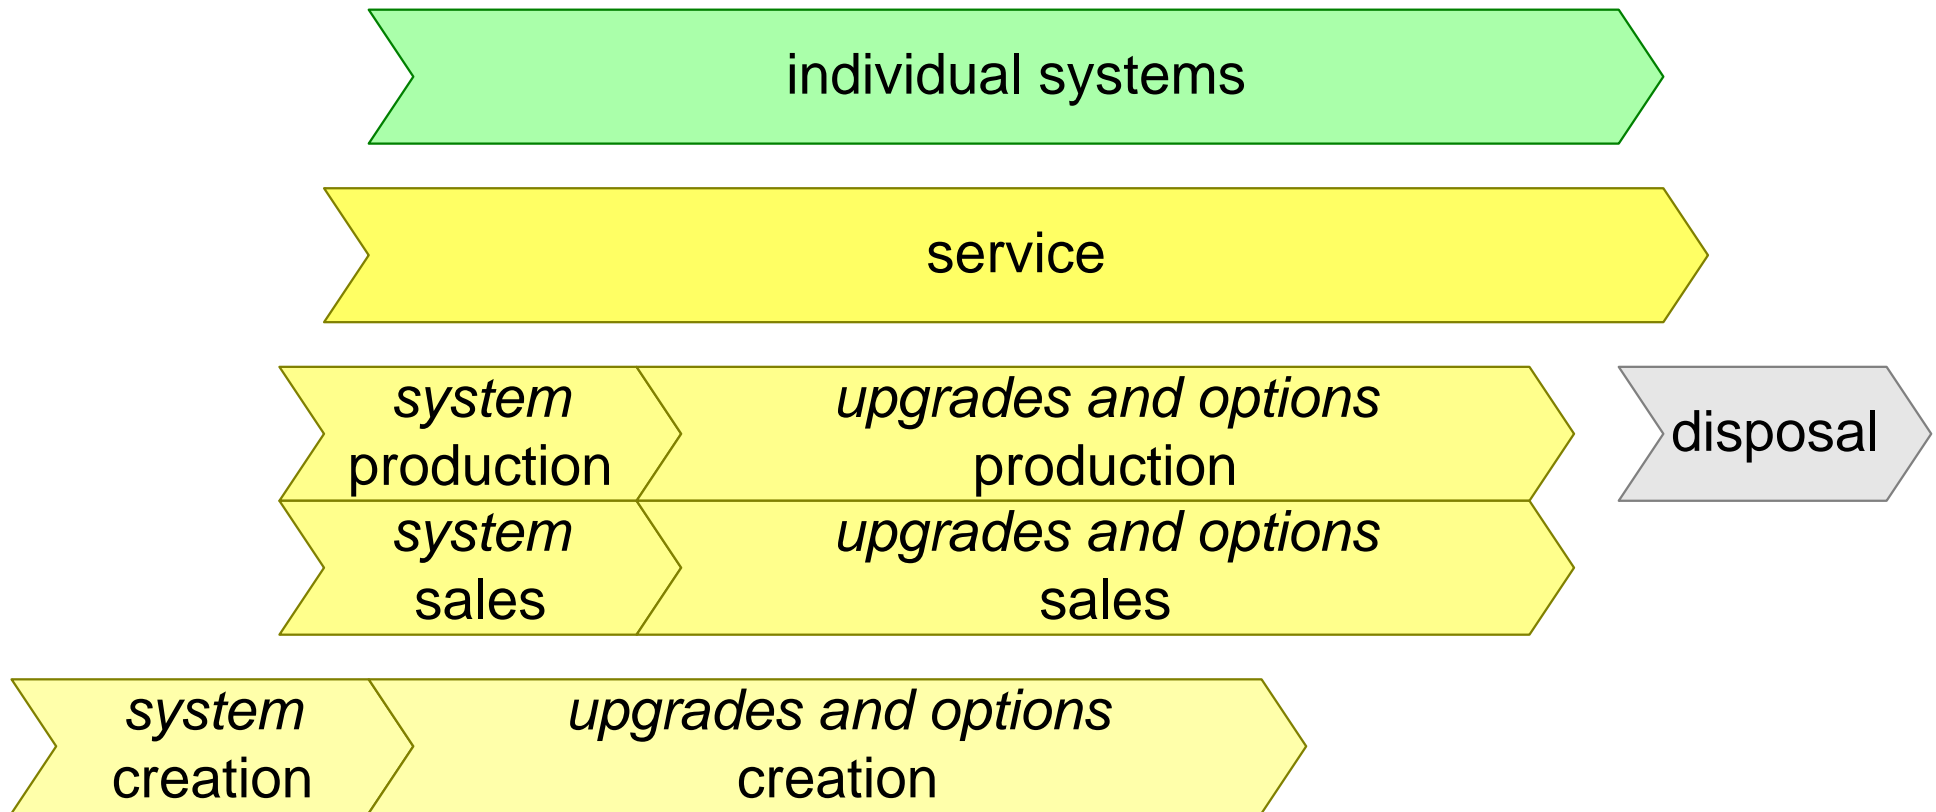 individual systems
service
system
production
upgrades and options
production
disposal
system
sales
upgrades and options
sales
system
creation
upgrades and options
creation